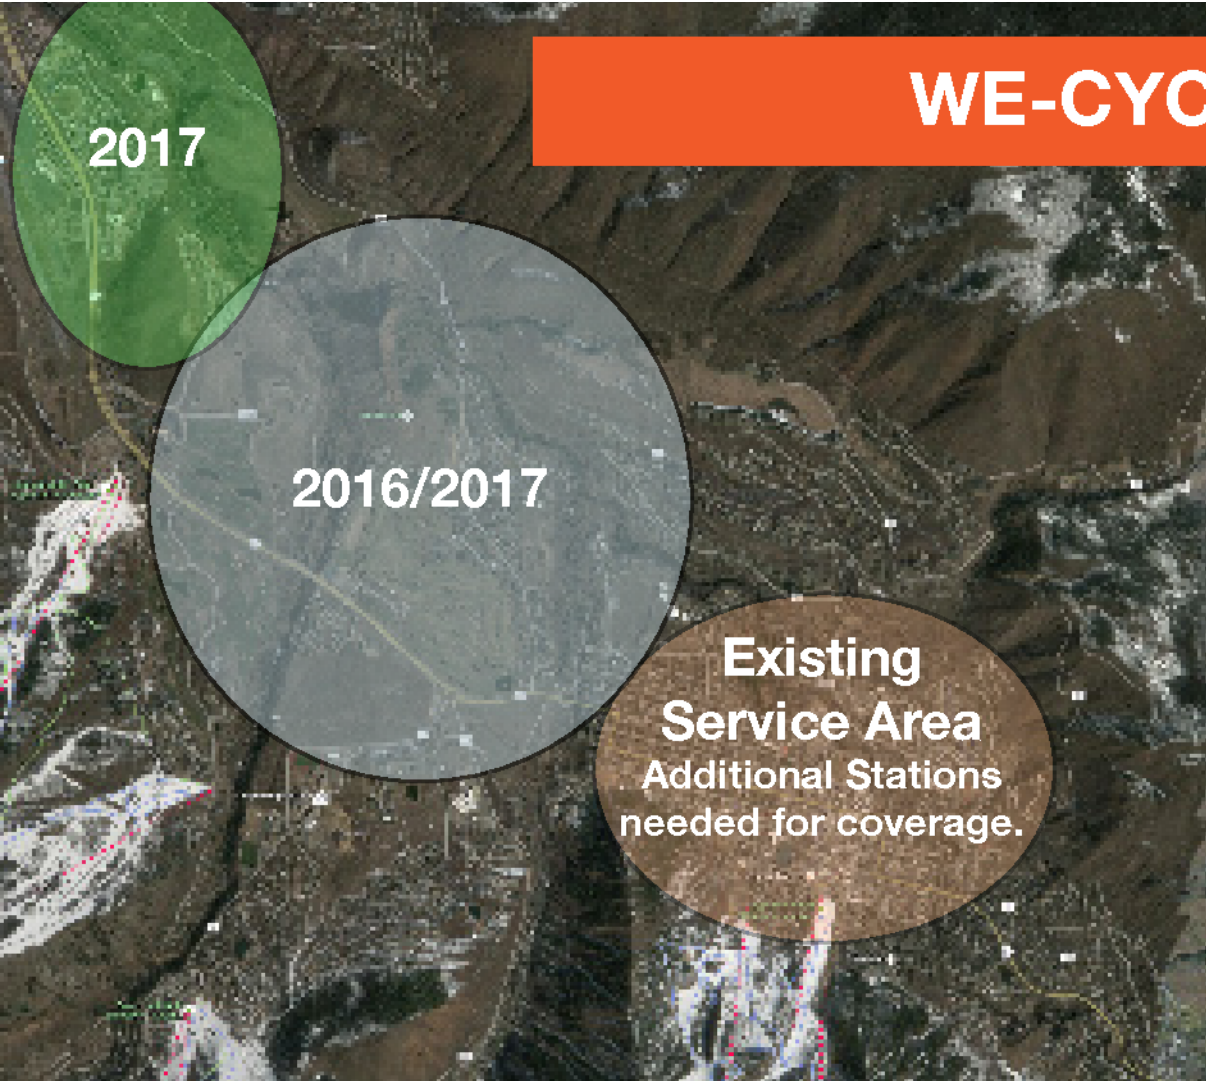 WE-CYC
2017
2016/2017
Existing
Service Area
Additional Stations
needed for coverage.